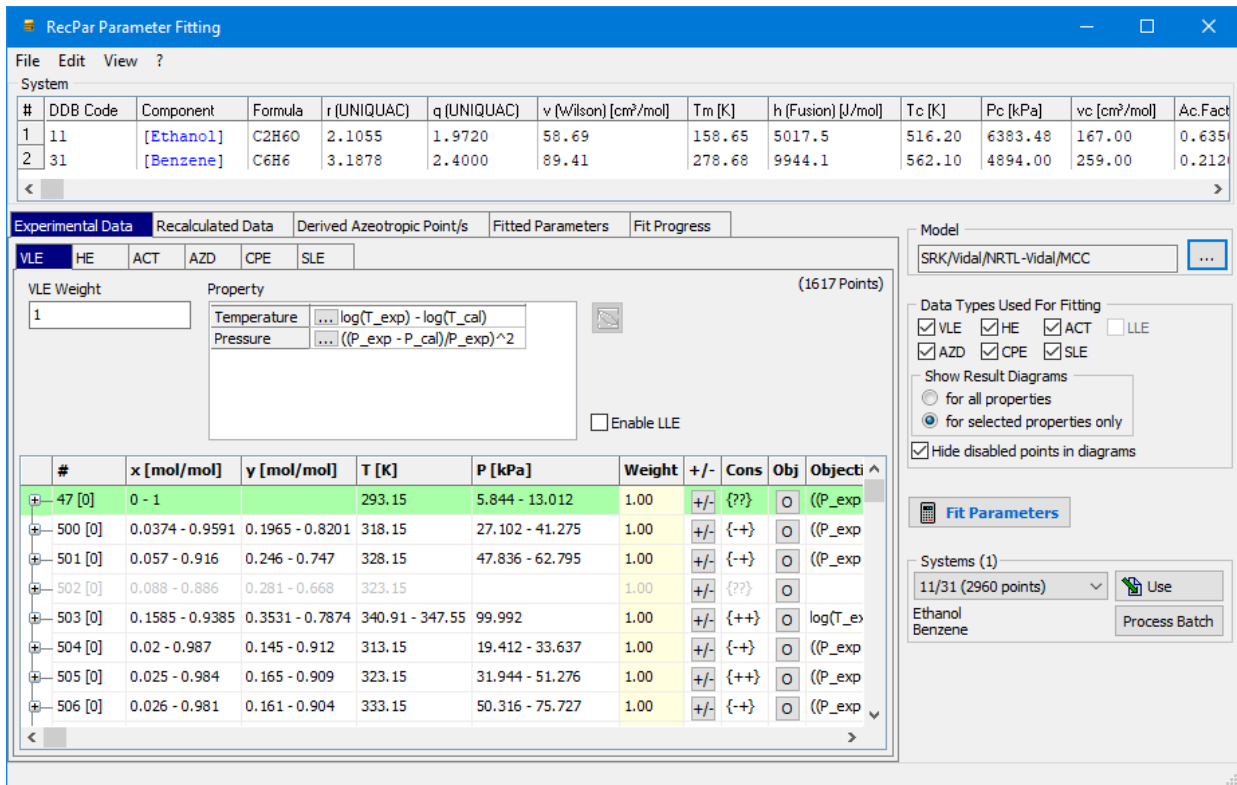 RecPar Parameter Fitting
File Edit View ?
System
# DDB Code Component Formula r (UNIQUAC) q (UNIQUAC) v (Wilson) [cm³/mol] Tm [K] h (Fusion) [J/mol] Tc [K] Pc [kPa] vc [cm³/mol] Ac.Fact
1 11 [Ethanol] C2H6O 2.1055 1.9720 58.69 158.65 5017.5 516.20 6383.48 167.00 0.635
2 31 [Benzene] C6H6 3.1878 2.4000 89.41 278.68 9944.1 562.10 4894.00 259.00 0.212
Experimental Data Recalculated Data Derived Azeotropic Point/s Fitted Parameters Fit Progress
VLE HE ACT AZD CPE SLE
VLE Weight Property (1617 Points)
1
Temperature ... log(T_exp) - log(T_cal)
Pressure ... ((P_exp - P_cal)/P_exp)^2
Enable LLE
# x [mol/mol] y [mol/mol] T [K] P [kPa] Weight +/- Cons Obj Objecti
47 [0] 0 - 1 293.15 5.844 - 13.012 1.00 +/- {??} O ((P_exp
500 [0] 0.0374 - 0.9591 0.1965 - 0.8201 318.15 27.102 - 41.275 1.00 +/- {-+} O ((P_exp
501 [0] 0.057 - 0.916 0.246 - 0.747 328.15 47.836 - 62.795 1.00 +/- {-+} O ((P_exp
502 [0] 0.088 - 0.886 0.281 - 0.668 323.15 1.00 +/- {??} O
503 [0] 0.1585 - 0.9385 0.3531 - 0.7874 340.91 - 347.55 99.992 1.00 +/- {++} O log(T_ex
504 [0] 0.02 - 0.987 0.145 - 0.912 313.15 19.412 - 33.637 1.00 +/- {-+} O ((P_exp
505 [0] 0.025 - 0.984 0.165 - 0.909 323.15 31.944 - 51.276 1.00 +/- {++} O ((P_exp
506 [0] 0.026 - 0.981 0.161 - 0.904 333.15 50.316 - 75.727 1.00 +/- {-+} O ((P_exp
Model
SRK/Vidal/NRTL-Vidal/MCC ...
Data Types Used For Fitting
VLE HE ACT LLE
AZD CPE SLE
Show Result Diagrams
for all properties
for selected properties only
Hide disabled points in diagrams
Fit Parameters
Systems (1)
11/31 (2960 points) Use
Ethanol
Benzene
Process Batch